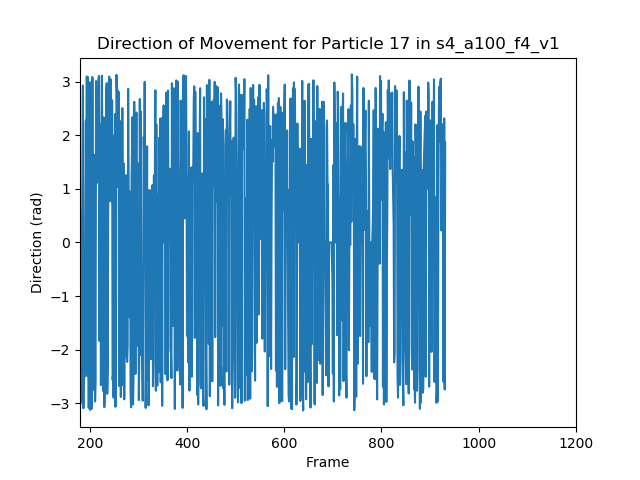 Direction of Movement for Particle 17 in s4_a100_f4_v1
3
2
1
0
−1
−2
−3
Direction (rad)
200 400 600 800 1000 1200
Frame